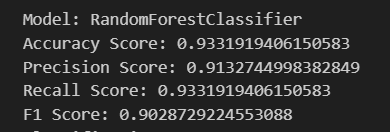 Model: RandomForestClassifier
Accuracy Score: 0.9331919406150583
Precision Score: 0.9132744998382849
Recall Score: 0.9331919406150583
F1 Score: 0.9028729224553088